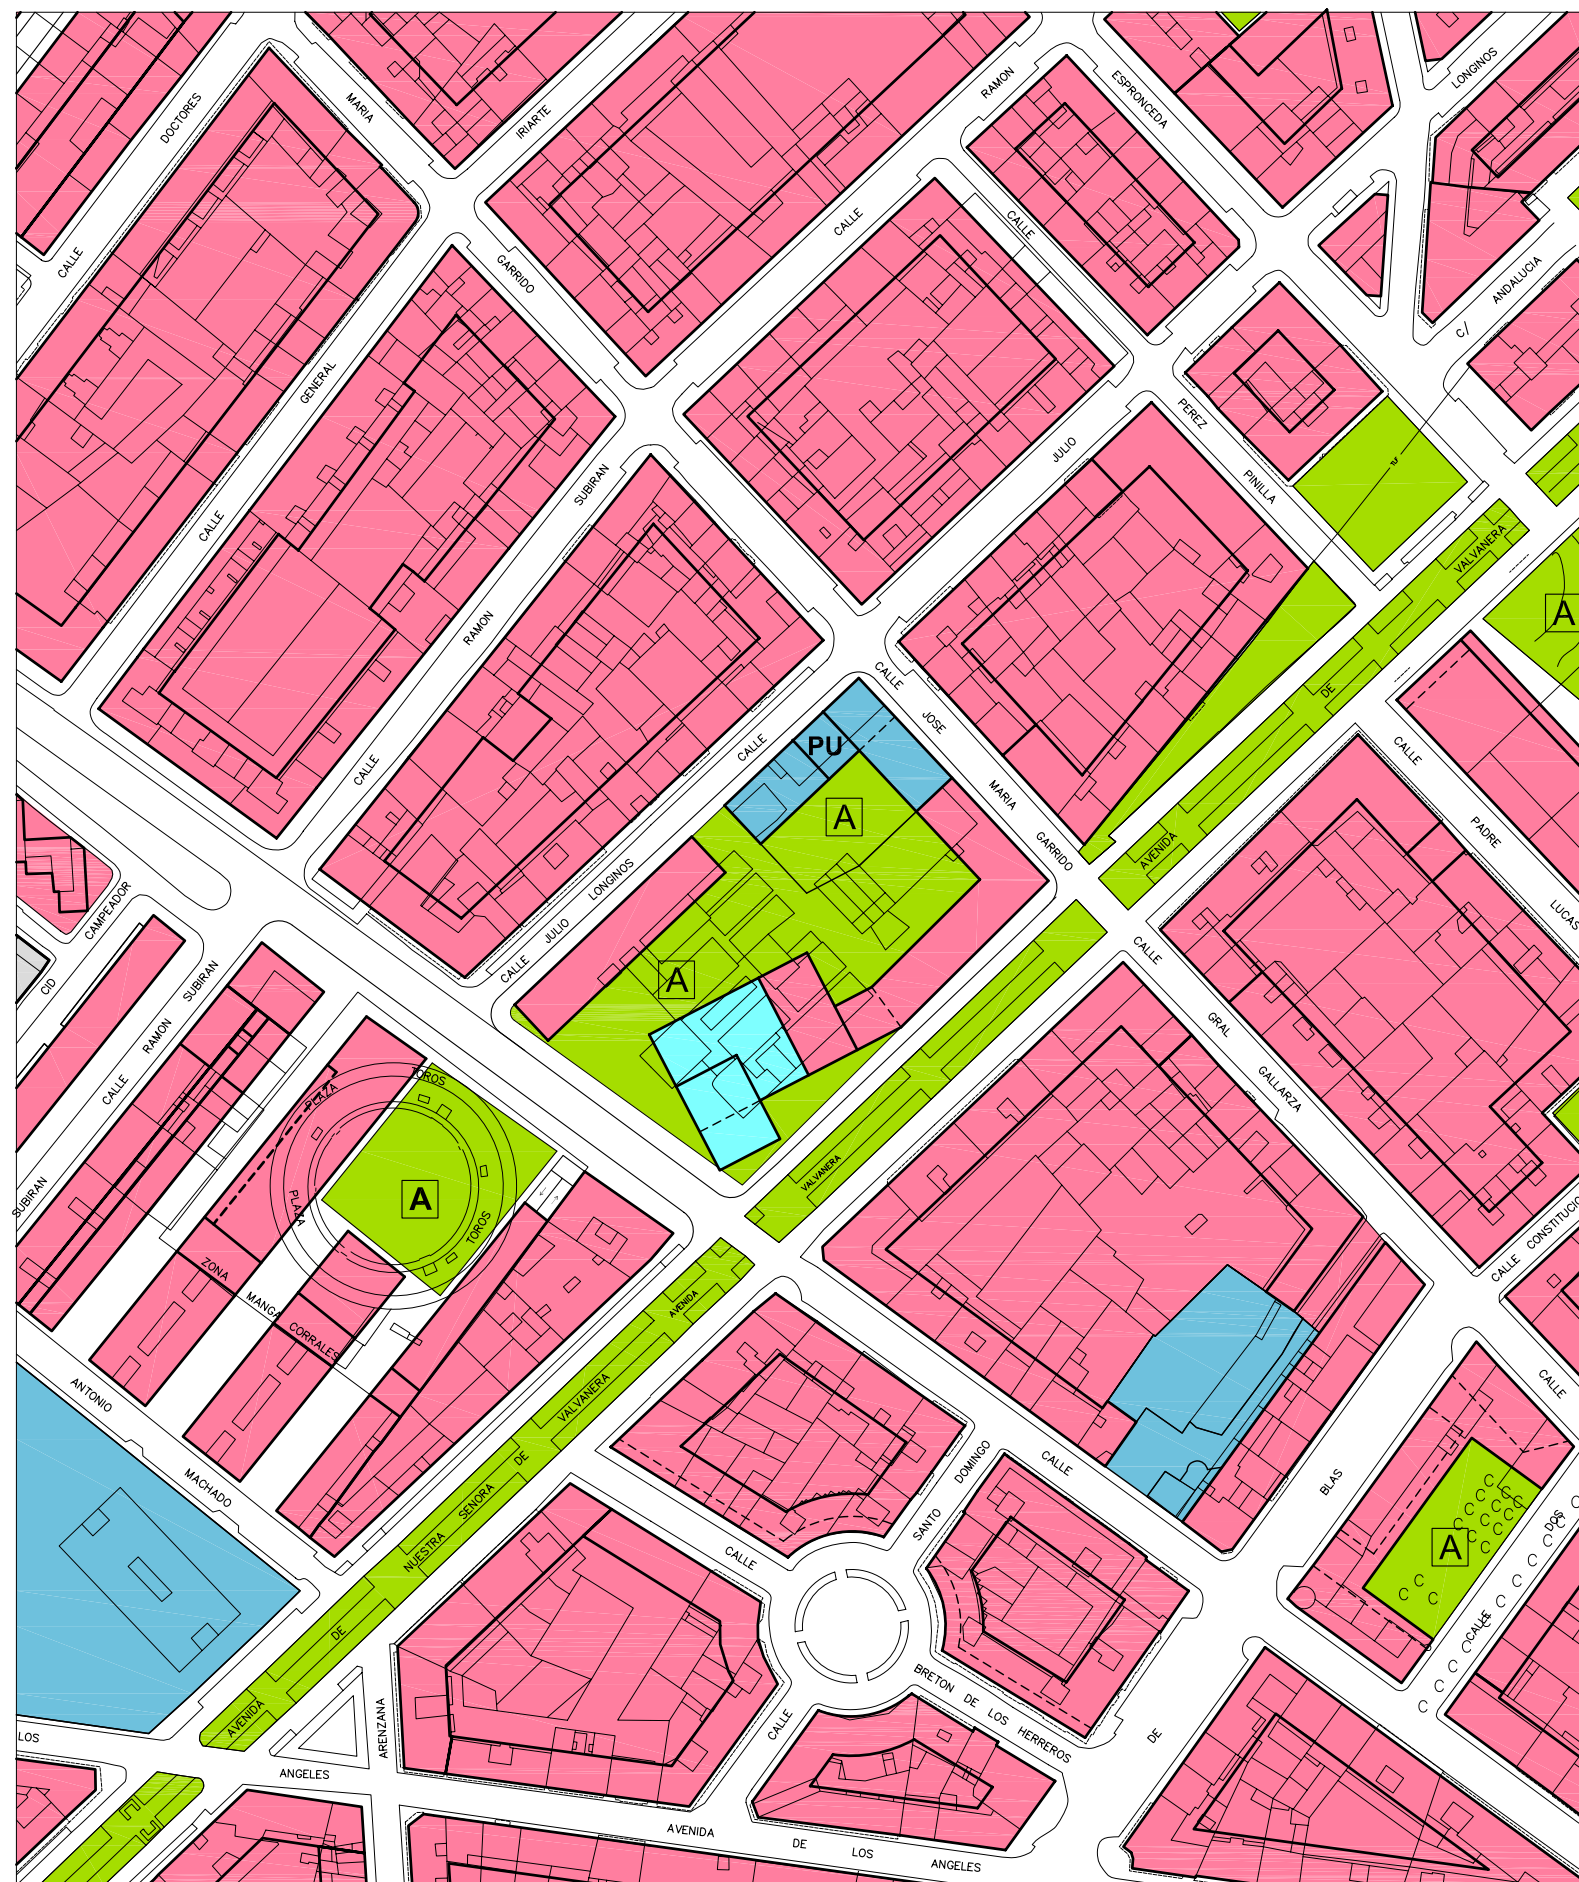 DOCTORES
MARIA
IRIARTE
RAMON
ESPRONCEDA
LONGINOS
CALLE
GARRIDO
CALLE
CALLE
C/
ANDALUCIA
GENERAL
PEREZ
PINILLA
CALLE
SUBIRAN
JULIO
VALVANERA
A
RAMON
CALLE
DE
CALLE
CALLE
JOSE
PU
CALLE
MARIA
A
GARRIDO
AVENIDA
PADRE
LUCAS
CAMPEADOR
CID
LONGINOS
JULIO
CALLE
A
CALLE
GRAL
GALLARZA
SUBIRAN
RAMON
CALLE
SUBIRAN
PLAZA
TOROS
A
PLAZA
TOROS
VALVANERA
CONSTITUCIO
CALLE
ZONA
MANGA
CORRALES
AVENIDA
VALVANERA
DE
ANTONIO
MACHADO
SENORA
NUESTRA
DE
AVENIDA
CALLE
DOMINGO
SANTO
CALLE
BLAS
DE
CALLE
A
DOS
CALLE
C C C C C C C C C C C C C C C C
LOS
ANGELES
ARENZANA
CALLE
BRETON DE LOS HERREROS
AVENIDA DE LOS ANGELES